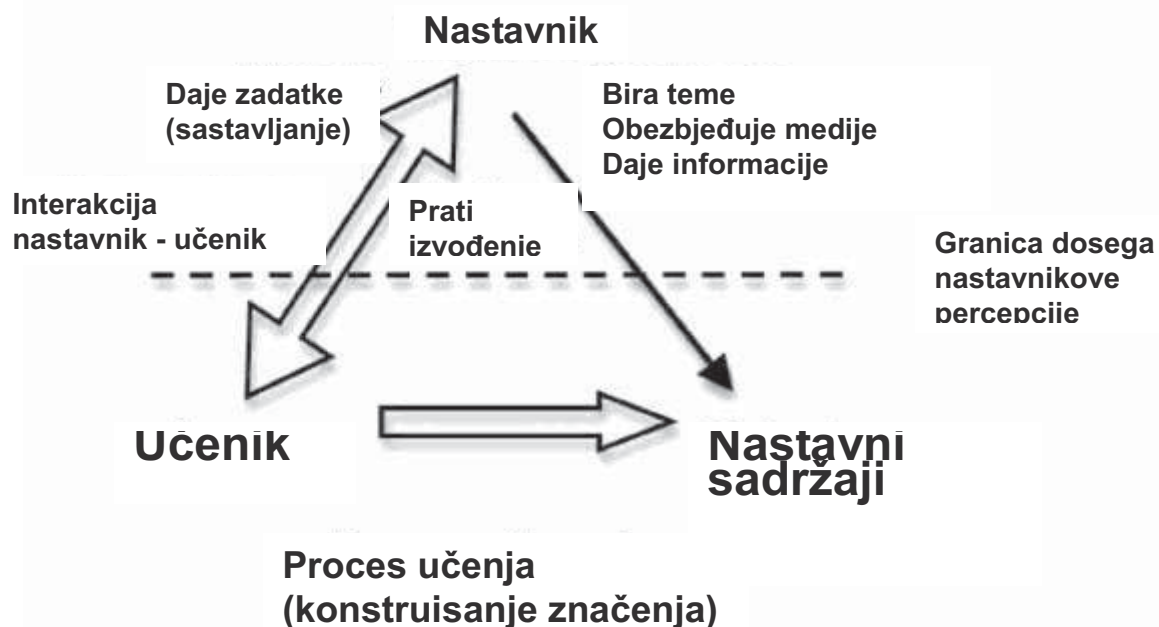 Nastavnik
Daje zadatke
(sastavljanje)
Bira teme
Obezbjeđuje medije
Daje informacije
Interakcija
nastavnik - učenik
Prati
izvođenie
Granica dosega
nastavnikove
percepcije
Učenik
Nastavni
sadržaji
Proces učenja
(konstruisanje značenja)